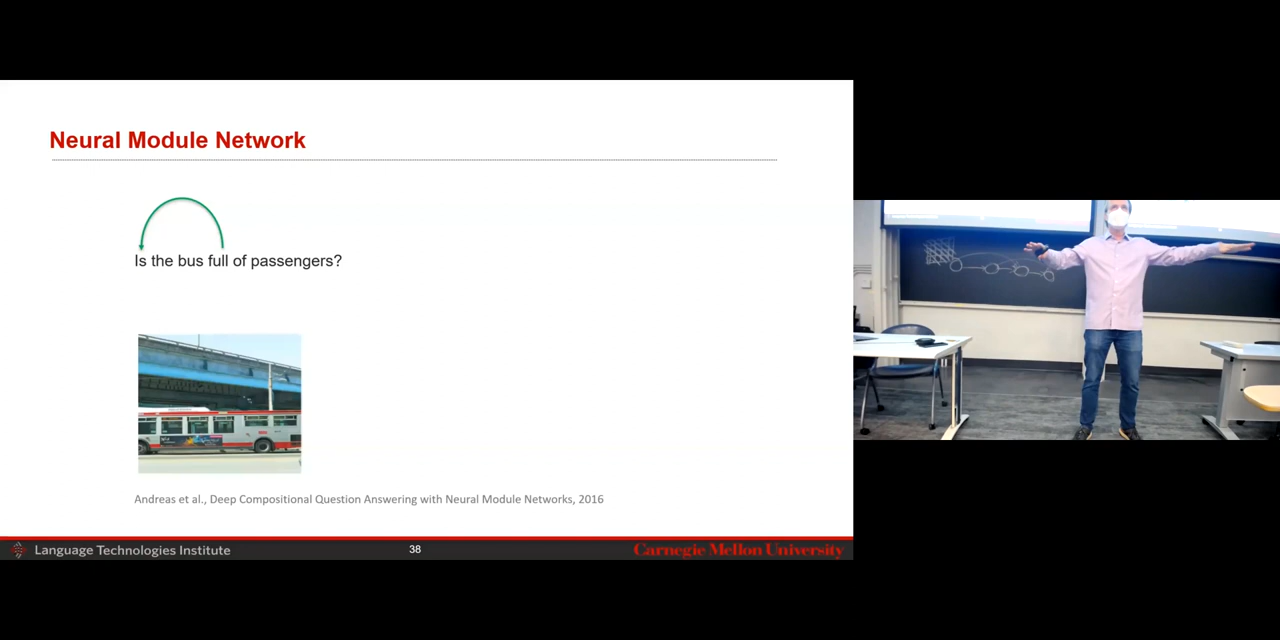 Neural Module Network
Is the bus full of passengers?
Andreas et al., Deep Compositional Question Answering with Neural Module Networks, 2016
Language Technologies Institute
38
Carnegie Mellon University